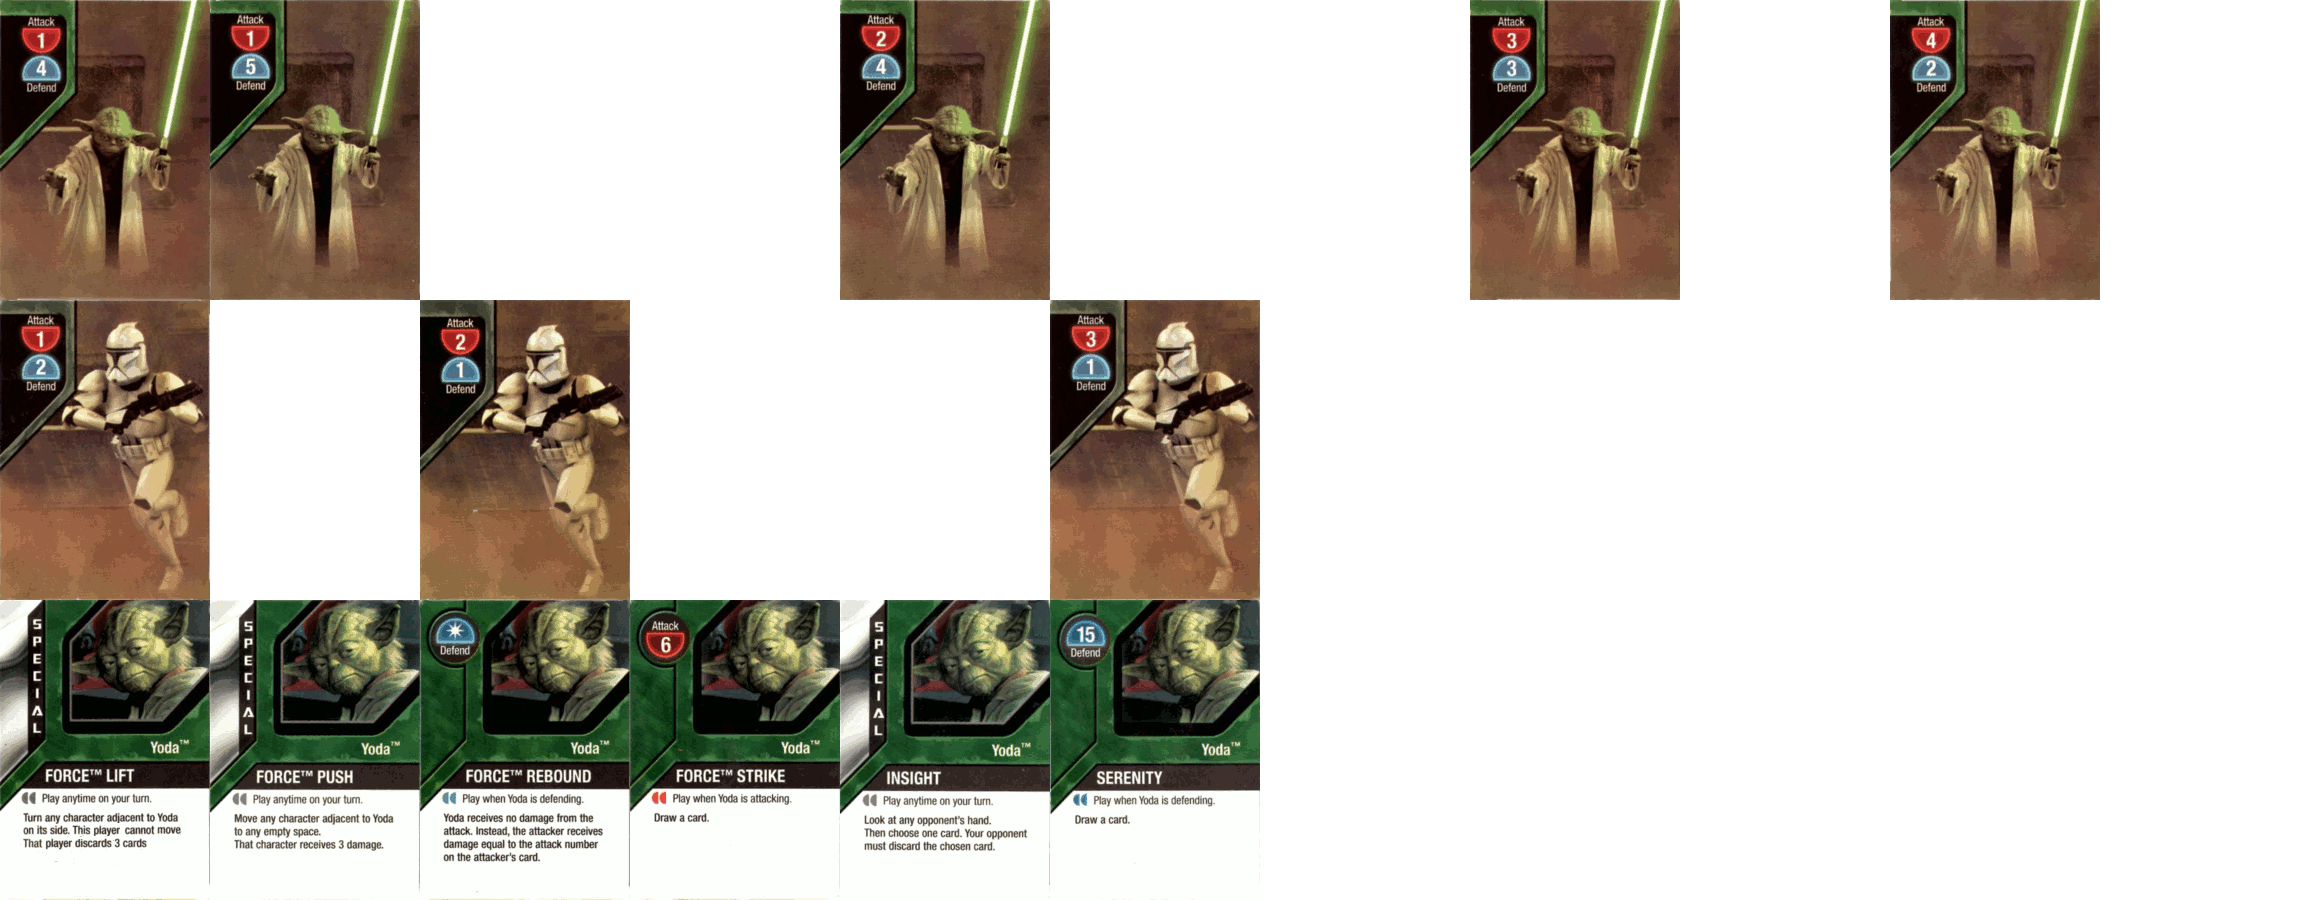 Attack
1
4
Defend
Attack
1
5
Defend
Attack
2
4
Defend
Attack
3
3
Defend
Attack
4
2
Defend
Attack
1
2
Defend
Attack
2
1
Defend
Attack
3
1
Defend
SPECIAL
Yoda™
FORCE™ LIFT
Play anytime on your turn.
Turn any character adjacent to Yoda
on its side. This player cannot move
That player discards 3 cards
SPECIAL
Yoda™
FORCE™ PUSH
Play anytime on your turn.
Move any character adjacent to Yoda
to any empty space.
That character receives 3 damage.
Defend
Yoda™
FORCE™ REBOUND
Play when Yoda is defending.
Yoda receives no damage from the
attack. Instead, the attacker receives
damage equal to the attack number
on the attacker's card.
Attack
6
Yoda™
FORCE™ STRIKE
Play when Yoda is attacking.
Draw a card.
SPECIAL
Yoda™
INSIGHT
Play anytime on your turn.
Look at any opponent's hand.
Then choose one card. Your opponent
must discard the chosen card.
15
Defend
Yoda™
SERENITY
Play when Yoda is defending.
Draw a card.